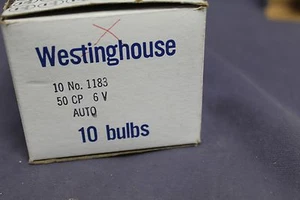 Westinghouse
10 No. 1183
50 CP 6 V
AUTO
10 bulbs